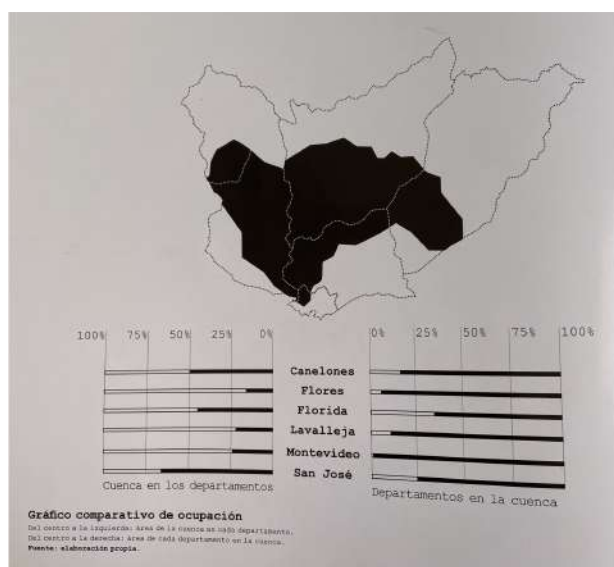 100% 75% 50% 25% 0% 0% 25% 50% 75% 100%
Canelones
Flores
Florida
Lavalleja
Montevideo
San José
Cuenca en los departamentos
Departamentos en la cuenca
Gráfico comparativo de ocupación
Del centro a la izquierda: área de la cuenca en cada departamento.
Del centro a la derecha: área de cada departamento en la cuenca.
Fuente: elaboración propia.